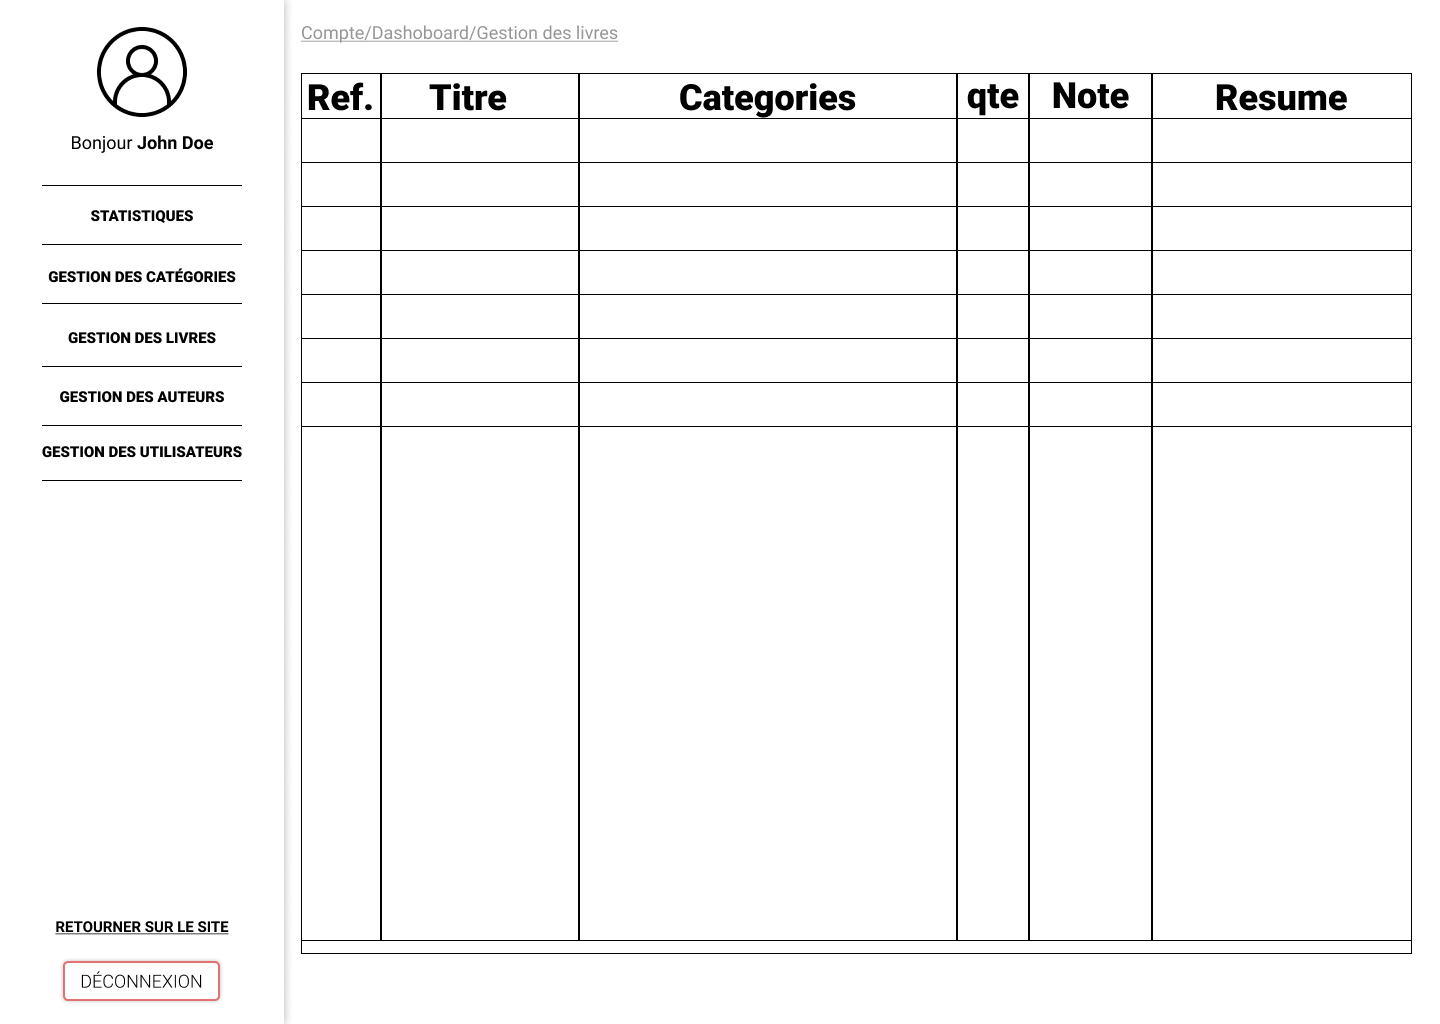 Bonjour John Doe
STATISTIQUES
GESTION DES CATÉGORIES
GESTION DES LIVRES
GESTION DES AUTEURS
GESTION DES UTILISATEURS
RETOURNER SUR LE SITE
DÉCONNEXION
Compte/Dashoboard/Gestion des livres
Ref. Titre Categories qte Note Resume